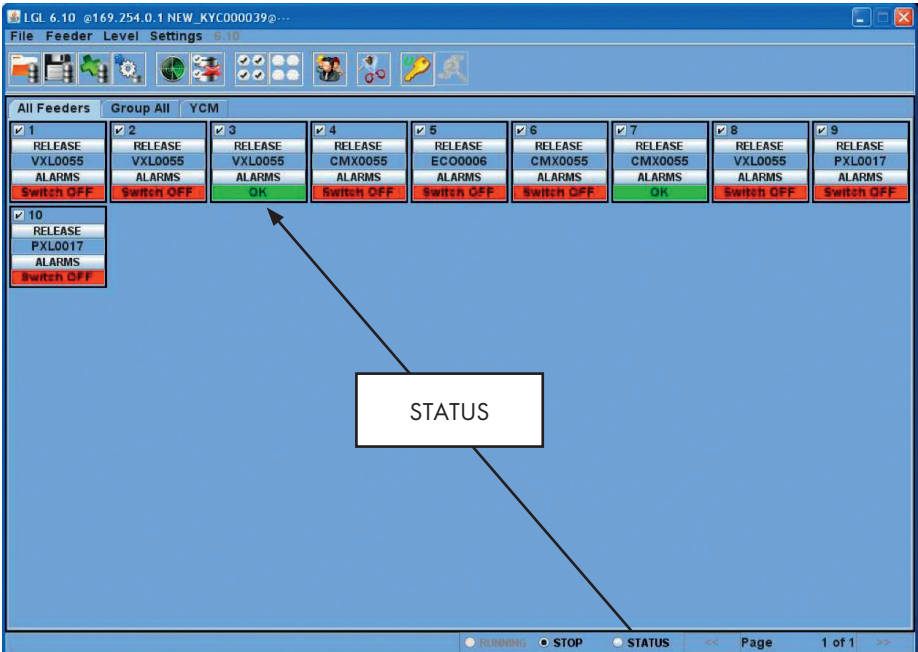 LGL 6.10 @169.254.0.1 NEW_KYC000039@---
File Feeder Level Settings 6.10
All Feeders Group All YCM
1 2 3 4 5 6 7 8 9
RELEASE RELEASE RELEASE RELEASE RELEASE RELEASE RELEASE RELEASE RELEASE
VXL0055 VXL0055 VXL0055 CMX0055 ECO0006 CMX0055 CMX0055 VXL0055 PXL0017
ALARMS ALARMS ALARMS ALARMS ALARMS ALARMS ALARMS ALARMS ALARMS
Switch OFF Switch OFF OK Switch OFF Switch OFF Switch OFF OK Switch OFF Switch OFF
10
RELEASE
PXL0017
ALARMS
Switch OFF
STATUS
RUNNING STOP STATUS << Page 1 of 1 >>